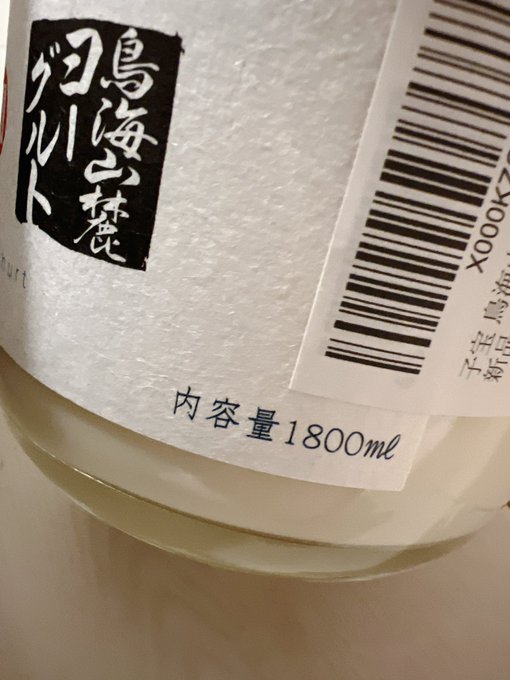 鳥海山麓
ヨー
グルト
hurt
内容量1800ml
X000KZ
子宝 鳥海
新品